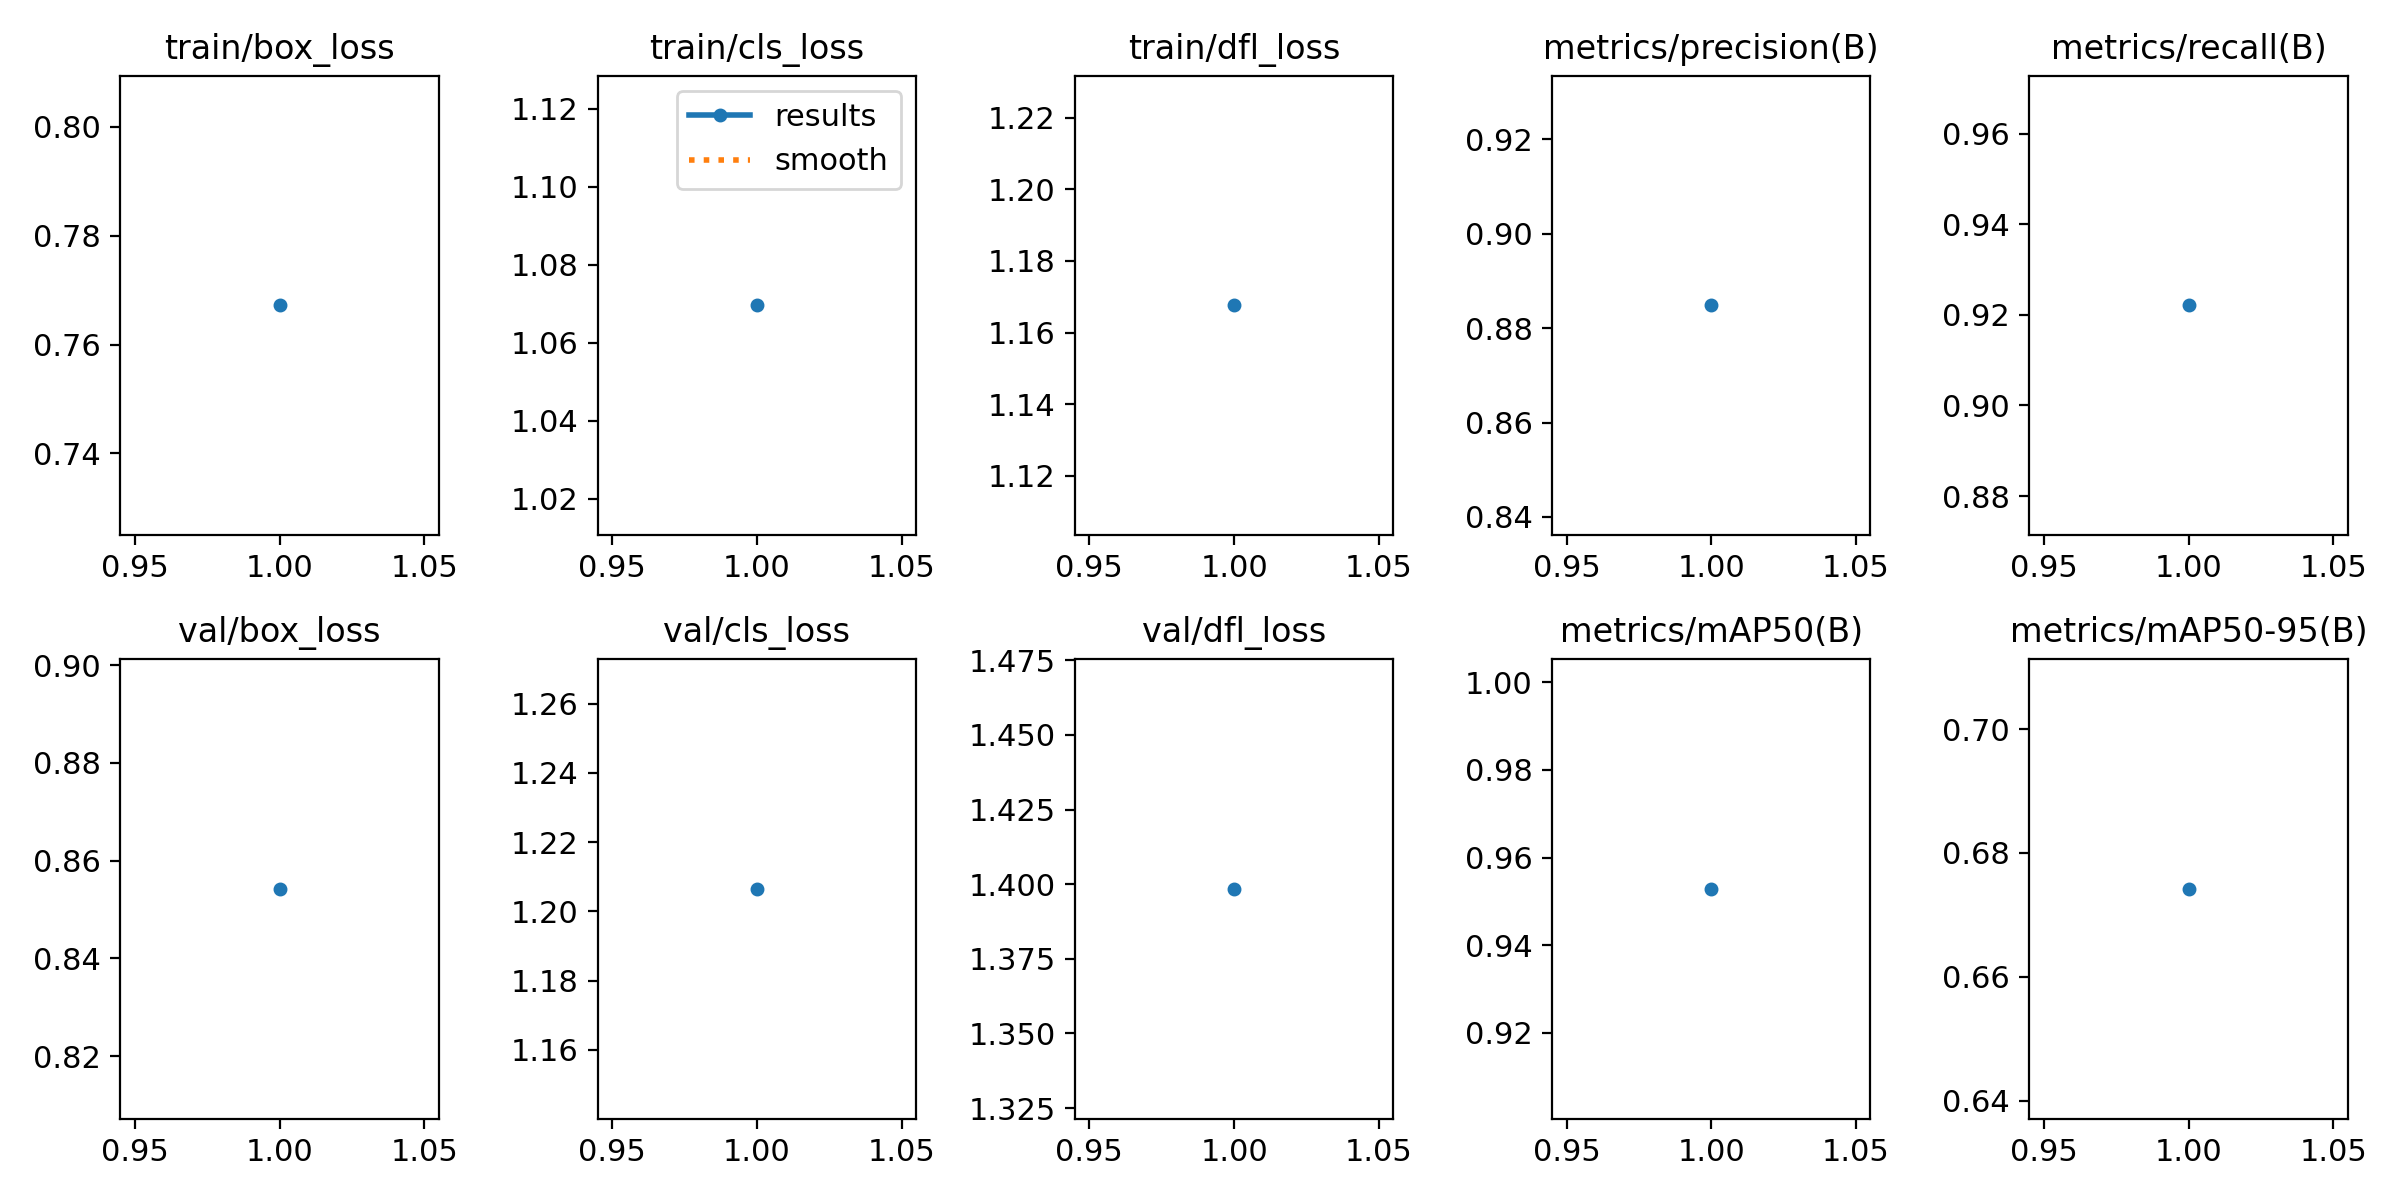 train/box_loss
0.80
0.78
0.76
0.74
0.95 1.00 1.05
train/cls_loss
1.12
1.10
1.08
1.06
1.04
1.02
results
smooth
0.95 1.00 1.05
train/dfl_loss
1.22
1.20
1.18
1.16
1.14
1.12
0.95 1.00 1.05
metrics/precision(B)
0.92
0.90
0.88
0.86
0.84
0.95 1.00 1.05
metrics/recall(B)
0.96
0.94
0.92
0.90
0.88
0.95 1.00 1.05
val/box_loss
0.90
0.88
0.86
0.84
0.82
0.95 1.00 1.05
val/cls_loss
1.26
1.24
1.22
1.20
1.18
1.16
0.95 1.00 1.05
val/dfl_loss
1.475
1.450
1.425
1.400
1.375
1.350
1.325
0.95 1.00 1.05
metrics/mAP50(B)
1.00
0.98
0.96
0.94
0.92
0.95 1.00 1.05
metrics/mAP50-95(B)
0.70
0.68
0.66
0.64
0.95 1.00 1.05